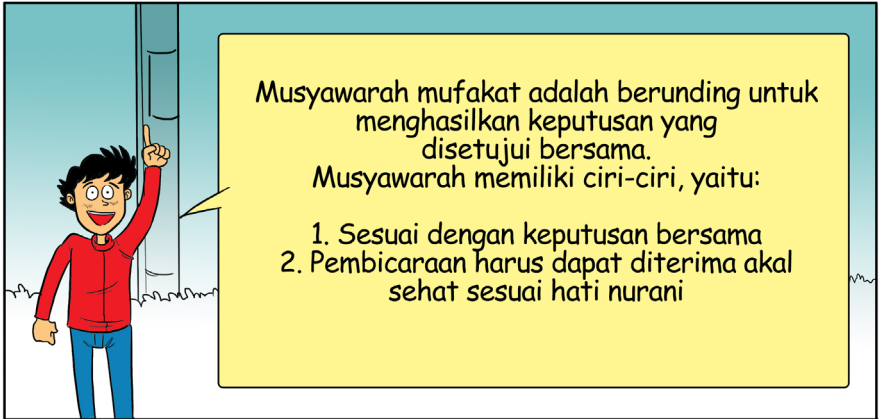 Musyawarah mufakat adalah berunding untuk
menghasilkan keputusan yang
disetujui bersama.
Musyawarah memiliki ciri-ciri, yaitu:
1. Sesuai dengan keputusan bersama
2. Pembicaraan harus dapat diterima akal
sehat sesuai hati nurani